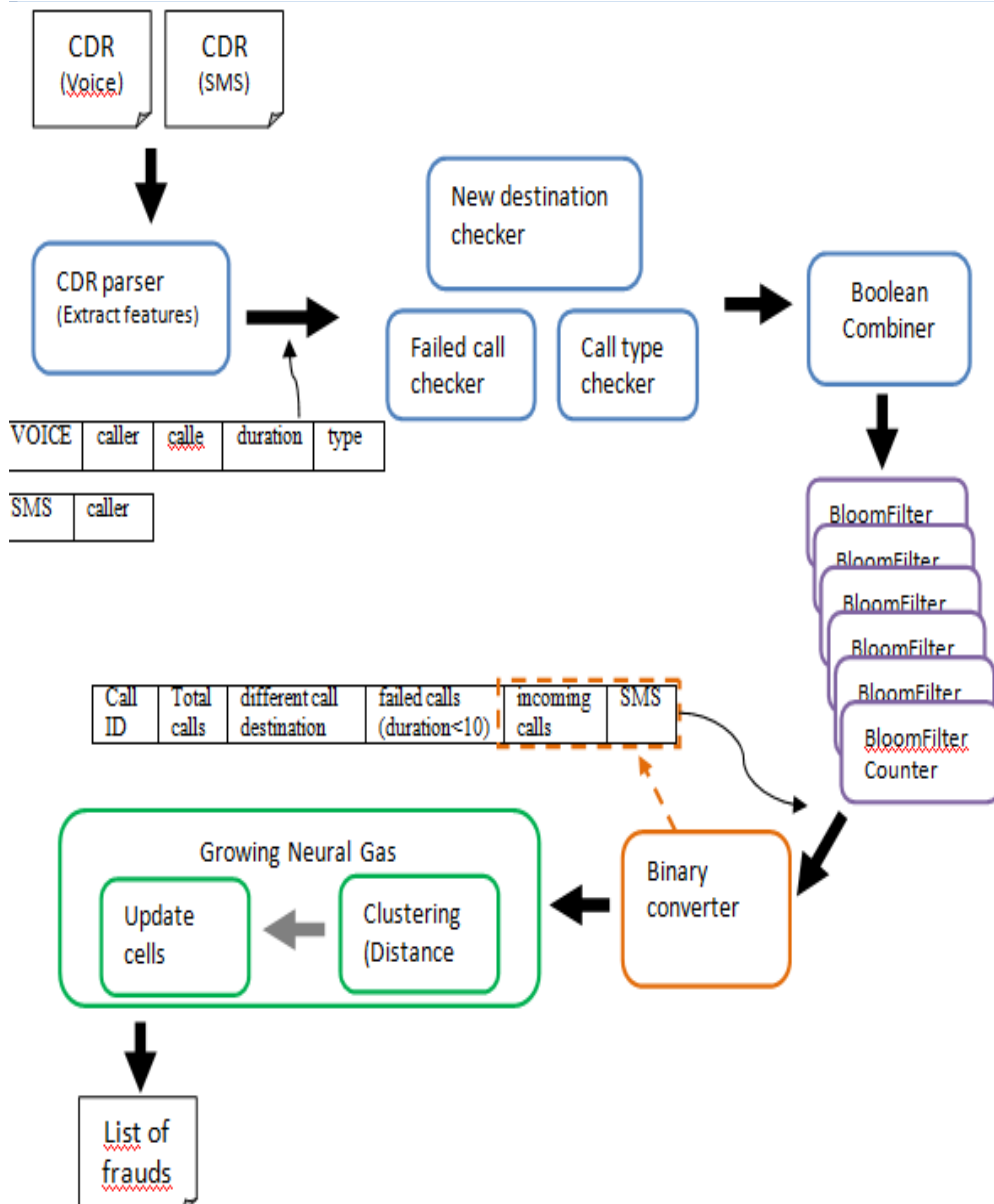 CDR
(Voice)
CDR
(SMS)
New destination
checker
CDR parser
(Extract features)
Boolean
Combiner
Failed call
checker
Call type
checker
VOICE caller calle duration type
SMS caller
BloomFilter
BloomFilter
BloomFilter
BloomFilter
BloomFilter
BloomFilter
Counter
Call
ID
Total
calls
different call
destination
failed calls
(duration<10)
incoming
calls
SMS
Growing Neural Gas
Update
cells
Clustering
(Distance
Binary
converter
List of
frauds